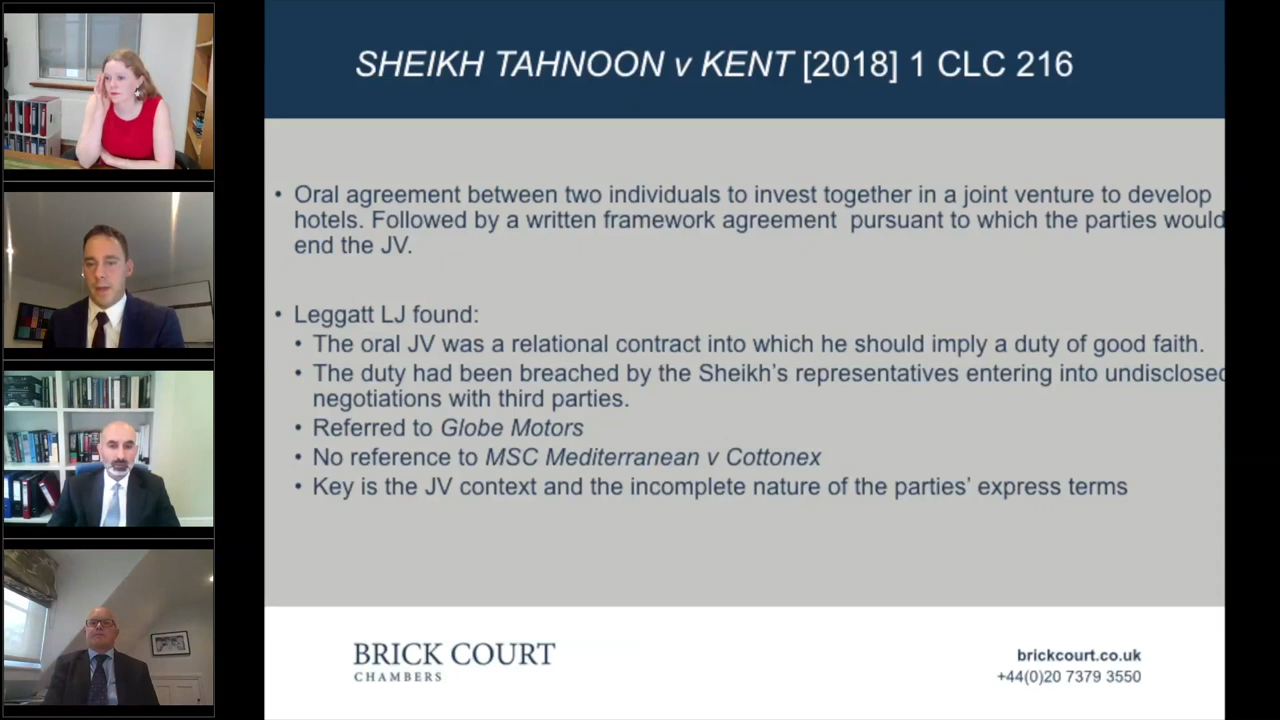 SHEIKH TAHNOON v KENT [2018] 1 CLC 216
• Oral agreement between two individuals to invest together in a joint venture to develop
hotels. Followed by a written framework agreement pursuant to which the parties would
end the JV.
• Leggatt LJ found:
• The oral JV was a relational contract into which he should imply a duty of good faith.
• The duty had been breached by the Sheikh's representatives entering into undisclosed
negotiations with third parties.
• Referred to Globe Motors
• No reference to MSC Mediterranean v Cottonex
• Key is the JV context and the incomplete nature of the parties' express terms
BRICK COURT
CHAMBERS
brickcourt.co.uk
+44(0)20 7379 3550